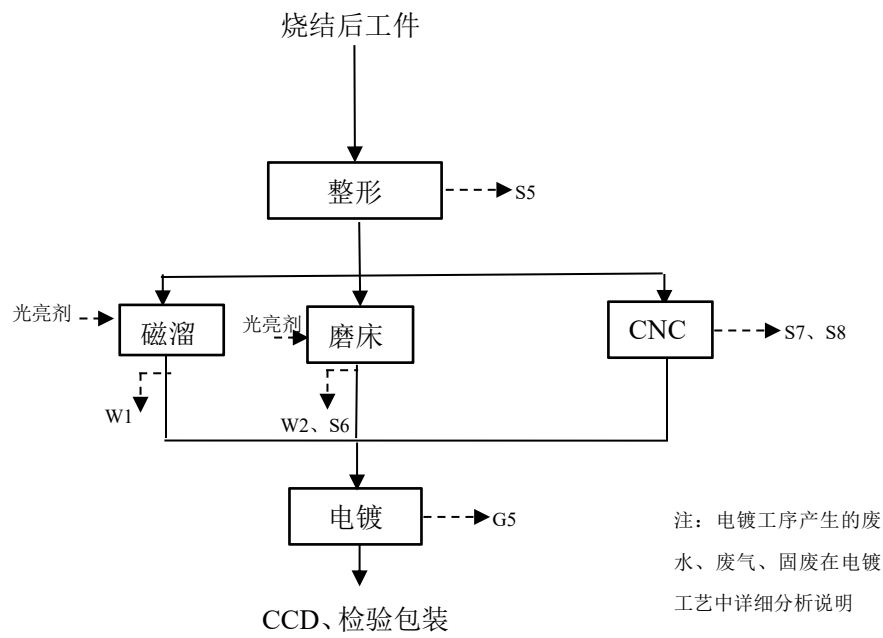 烧结后工件
整形
S5
光亮剂
磁溜
光亮剂
磨床
CNC
S7、S8
W1
W2、S6
电镀
G5
CCD、检验包装
注：电镀工序产生的废
水、废气、固废在电镀
工艺中详细分析说明